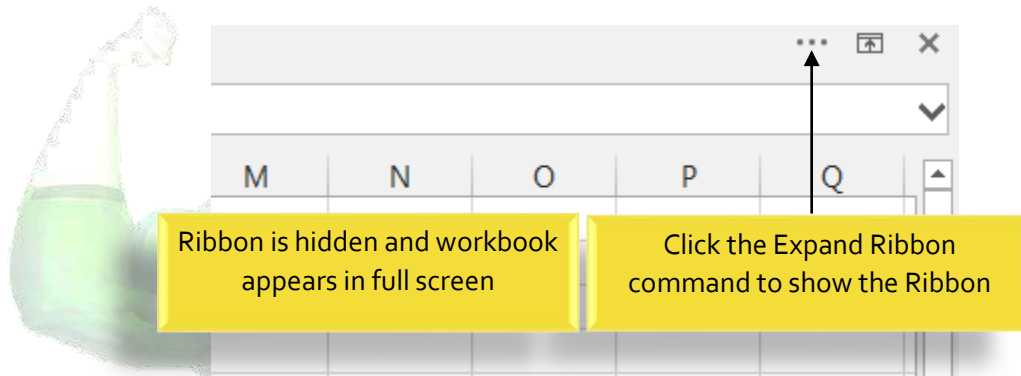 M N O P Q
Ribbon is hidden and workbook
appears in full screen
Click the Expand Ribbon
command to show the Ribbon